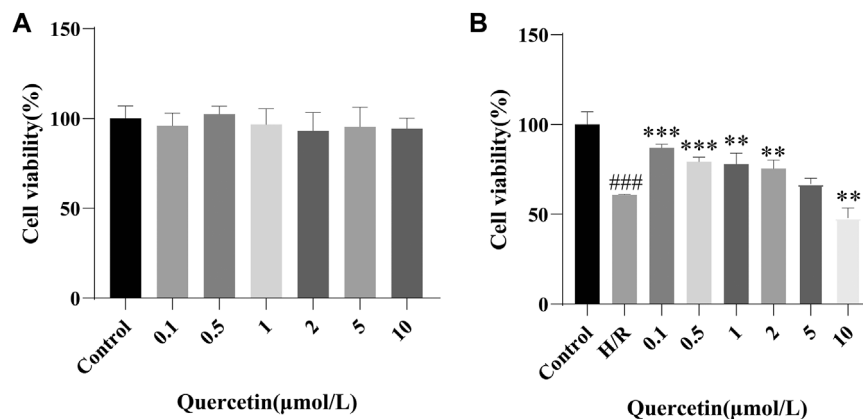 A
150
100
50
0
Cell viability(%)
Control
0.1
0.5
1
2
5
10
Quercetin(μmol/L)
B
150
100
50
0
Cell viability(%)
###
***
***
**
**
**
Control
H/R
0.1
0.5
1
2
5
10
Quercetin(μmol/L)